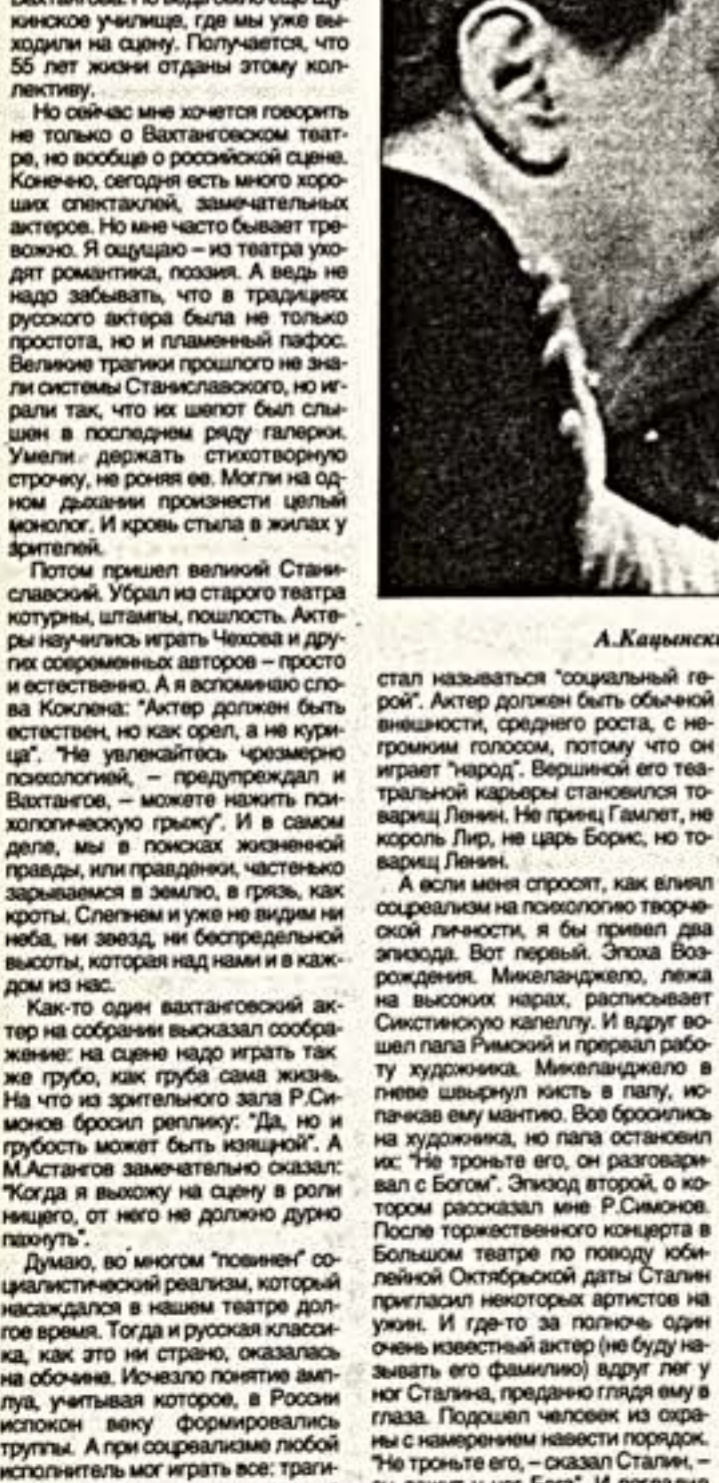 Вахтангова. Но ведь было еще Щу-
кинское училище, где мы уже вы-
ходили на сцену. Получается, что
55 лет жизни отданы этому кол-
лективу.
Но сейчас мне хочется говорить
не только о Вахтанговском теат-
ре, но вообще о российской сцене.
Конечно, сегодня есть много хоро-
ших спектаклей, замечательных
актеров. Но мне часто бывает тре-
вожно. Я ощущаю – из театра ухо-
дят романтика, поэзия. А ведь не
надо забывать, что в традициях
русского актера была не только
простота, но и пламенный пафос.
Великие трагики прошлого не зна-
ли системы Станиславского, но иг-
рали так, что их шепот был слы-
шен в последнем ряду галерки.
Умели держать стихотворную
строчку, не роняя ее. Могли на од-
ном дыхании произнести целый
монолог. И кровь стыла в жилах у
зрителей.
Потом пришел великий Стани-
славский. Убрал из старого театра
котурны, штампы, пошлость. Акте-
ры научились играть Чехова и дру-
гих современных авторов – просто
и естественно. А я вспоминаю сло-
ва Коклена: "Актер должен быть
естествен, но как орел, а не кури-
ца". "Не увлекайтесь чрезмерно
психологией, – предупреждал и
Вахтангов, – можете нажить пси-
хологическую грыжу". И в самом
деле, мы в поисках жизненной
правды, или правденки, частенько
зарываемся в землю, в грязь, как
кроты. Слепнем и уже не видим ни
неба, ни звезд, ни беспредельной
высоты, которая над нами и в каж-
дом из нас.
Как-то один вахтанговский ак-
тер на собрании высказал сообра-
жение: на сцене надо играть так
же грубо, как груба сама жизнь.
На что из зрительного зала Р.Си-
монов бросил реплику: "Да, но и
грубость может быть изящной". А
М.Астангов замечательно сказал:
"Когда я выхожу на сцену в роли
нищего, от него не должно дурно
пахнуть".
Думаю, во многом "повинен" со-
циалистический реализм, который
насаждался в нашем театре дол-
гое время. Тогда и русская класси-
ка, как это ни страно, оказалась
на обочине. Исчезло понятие амп-
луа, учитывая которое, в России
испокон веку формировались
труппы. А при соцреализме любой
исполнитель мог играть все: траги-
А.Кацынски
стал называться "социальный ге-
рой". Актер должен быть обычной
внешности, среднего роста, с не-
громким голосом, потому что он
играет "народ". Вершиной его теа-
тральной карьеры становился то-
варищ Ленин. Не принц Гамлет, не
король Лир, не царь Борис, но то-
варищ Ленин.
А если меня спросят, как влиял
соцреализм на психологию творче-
ской личности, я бы привел два
эпизода. Вот первый. Эпоха Воз-
рождения. Микеланджело, лежа
на высоких нарах, расписывает
Сикстинскую капеллу. И вдруг во-
шел папа Римский и прервал рабо-
ту художника. Микеланджело в
гневе швырнул кисть в папу, ис-
пачкав ему мантию. Все бросились
на художника, но папа остановил
их: "Не троньте его, он разговари-
вал с Богом". Эпизод второй, о ко-
тором рассказал мне Р.Симонов.
После торжественного концерта в
Большом театре по поводу юби-
лейной Октябрьской даты Сталин
пригласил некоторых артистов на
ужин. И где-то за полночь один
очень известный актер (не буду на-
зывать его фамилию) вдруг лег у
ног Сталина, преданно глядя ему в
глаза. Подошел человек из охра-
ны с намерением навести порядок.
"Не троньте его, – сказал Сталин, –